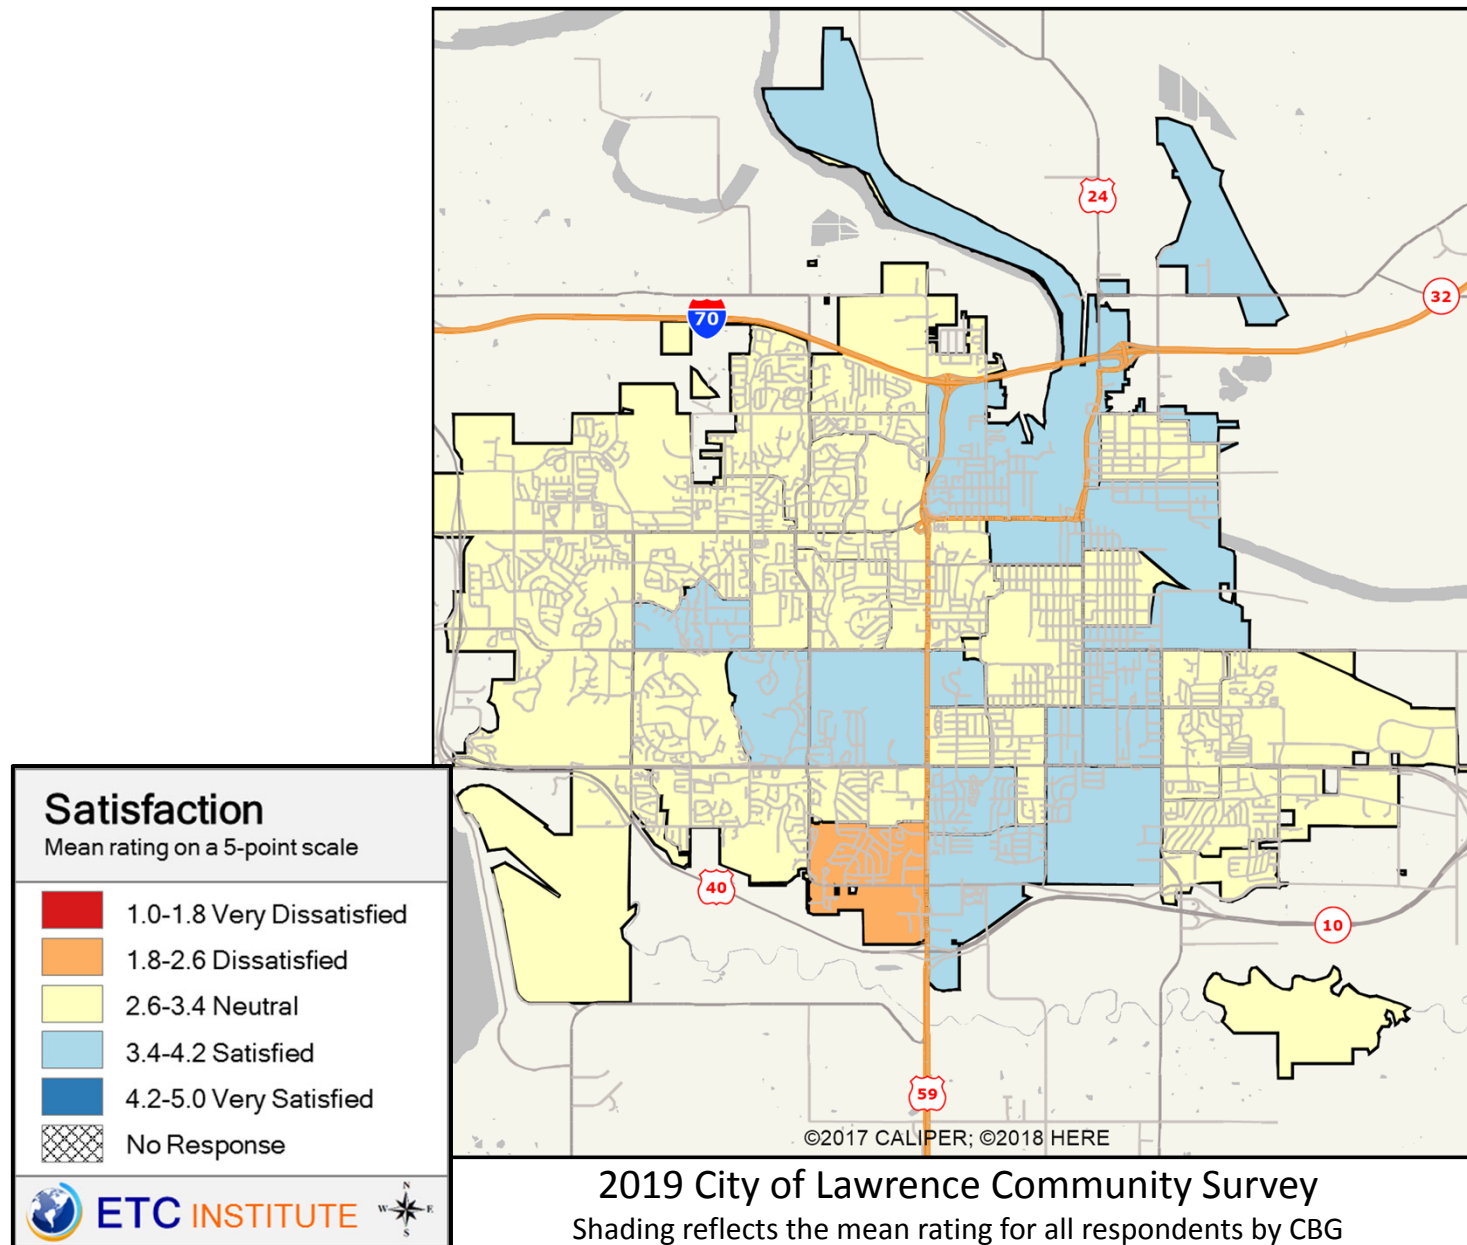 24
32
70
40
10
59
©2017 CALIPER; ©2018 HERE
Satisfaction
Mean rating on a 5-point scale
1.0-1.8 Very Dissatisfied
1.8-2.6 Dissatisfied
2.6-3.4 Neutral
3.4-4.2 Satisfied
4.2-5.0 Very Satisfied
No Response
ETC INSTITUTE
N
W E
S
2019 City of Lawrence Community Survey
Shading reflects the mean rating for all respondents by CBG